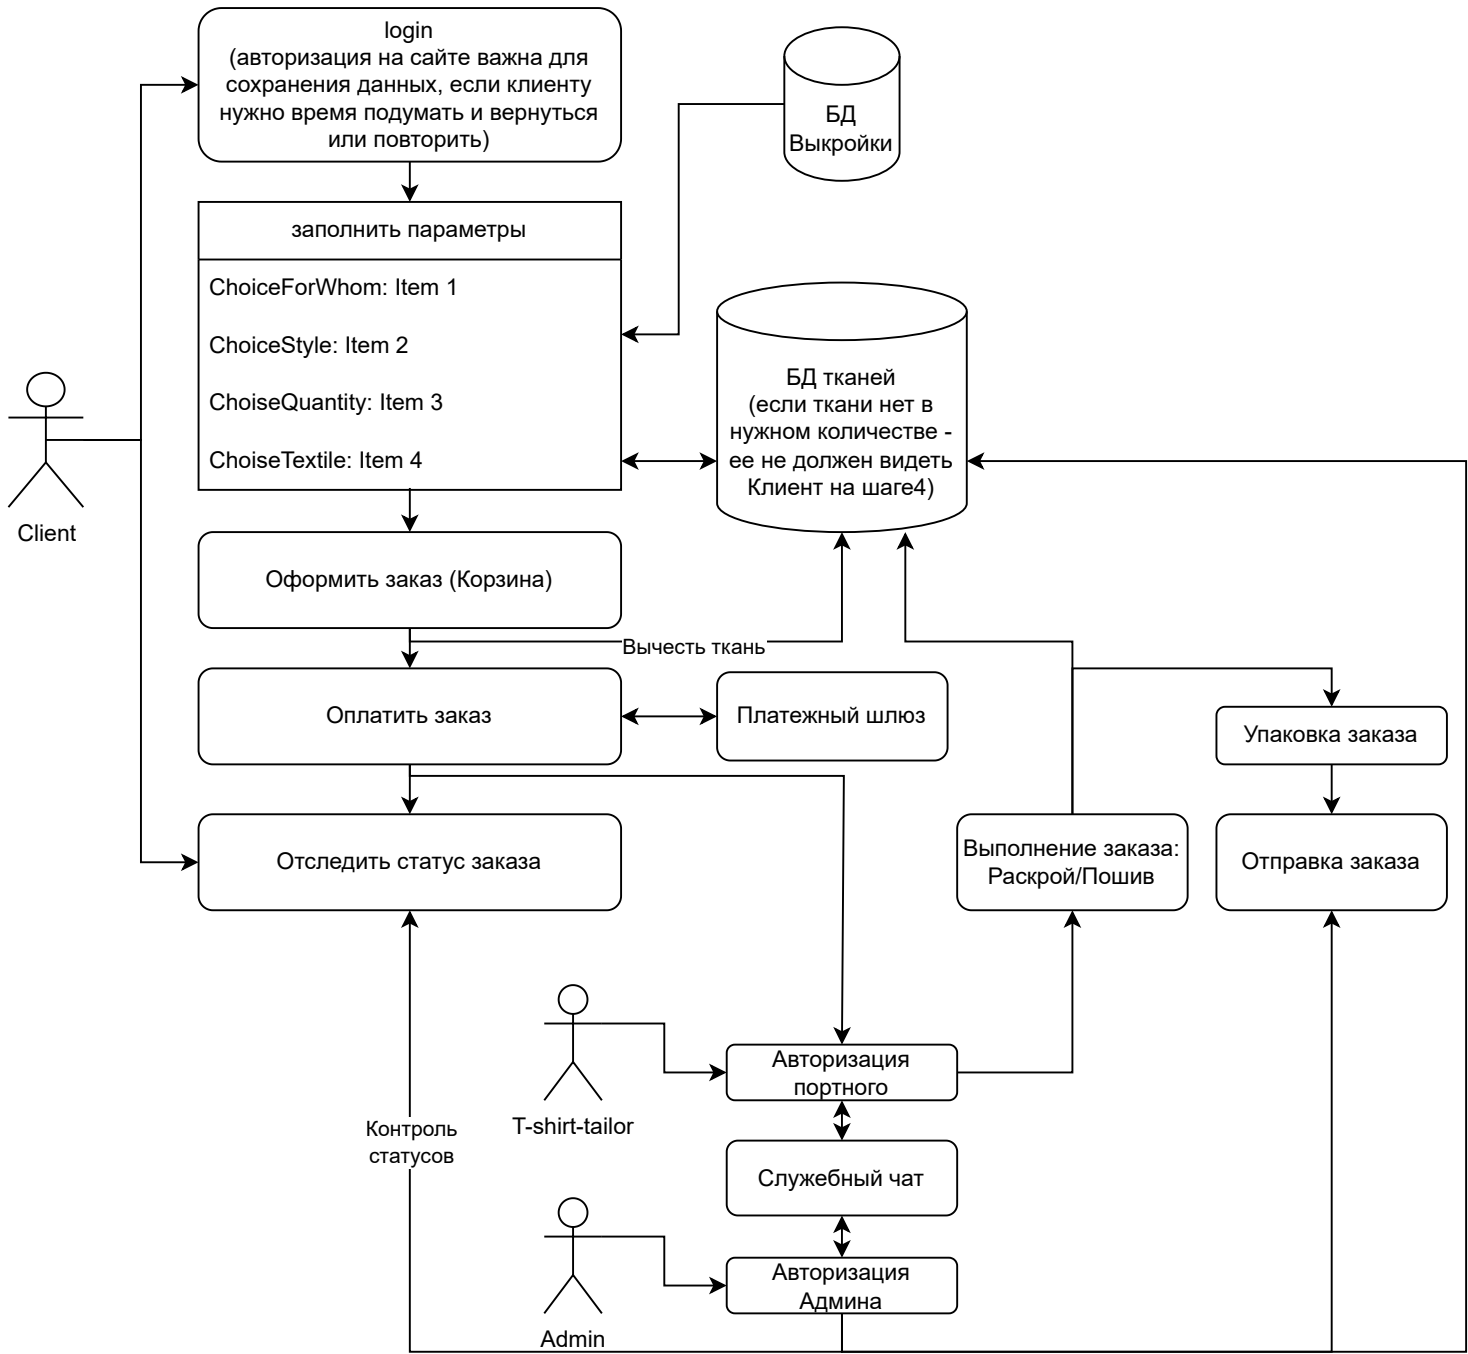 login
(авторизация на сайте важна для
сохранения данных, если клиенту
нужно время подумать и вернуться
или повторить)
БД
Выкройки
заполнить параметры
ChoiceForWhom: Item 1
ChoiceStyle: Item 2
ChoiseQuantity: Item 3
ChoiseTextile: Item 4
БД тканей
(если ткани нет в
нужном количестве -
ее не должен видеть
Клиент на шаге4)
Client
Оформить заказ (Корзина)
Вычесть ткань
Оплатить заказ
Платежный шлюз
Упаковка заказа
Отследить статус заказа
Выполнение заказа:
Раскрой/Пошив
Отправка заказа
Авторизация
портного
T-shirt-tailor
Контроль
статусов
Служебный чат
Авторизация
Админа
Admin